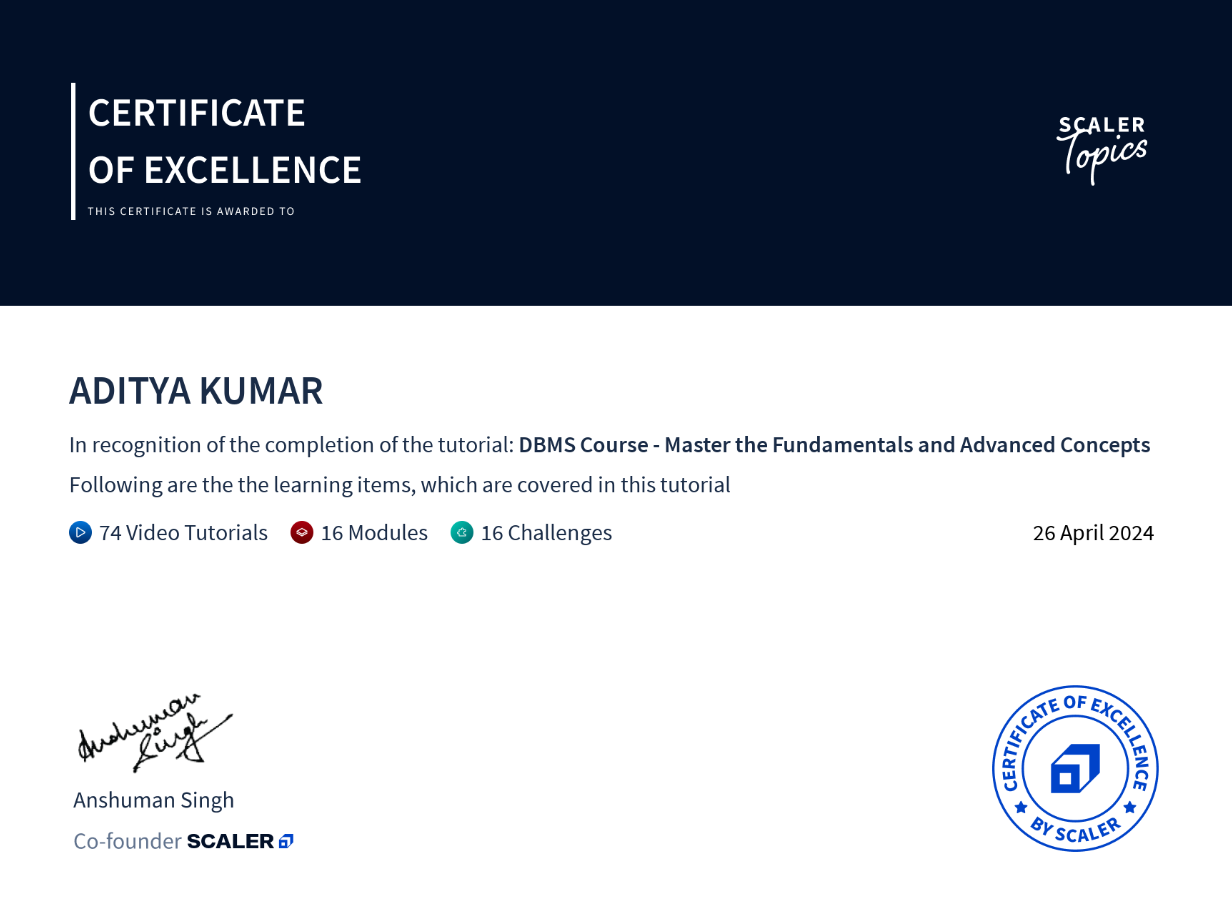 CERTIFICATE
OF EXCELLENCE
THIS CERTIFICATE IS AWARDED TO
SCALER
Topics
ADITYA KUMAR
In recognition of the completion of the tutorial: DBMS Course - Master the Fundamentals and Advanced Concepts
Following are the the learning items, which are covered in this tutorial
74 Video Tutorials 16 Modules 16 Challenges 26 April 2024
Anshuman
Singh
Anshuman Singh
Co-founder SCALER
CERTIFICATE OF EXCELLENCE
BY SCALER